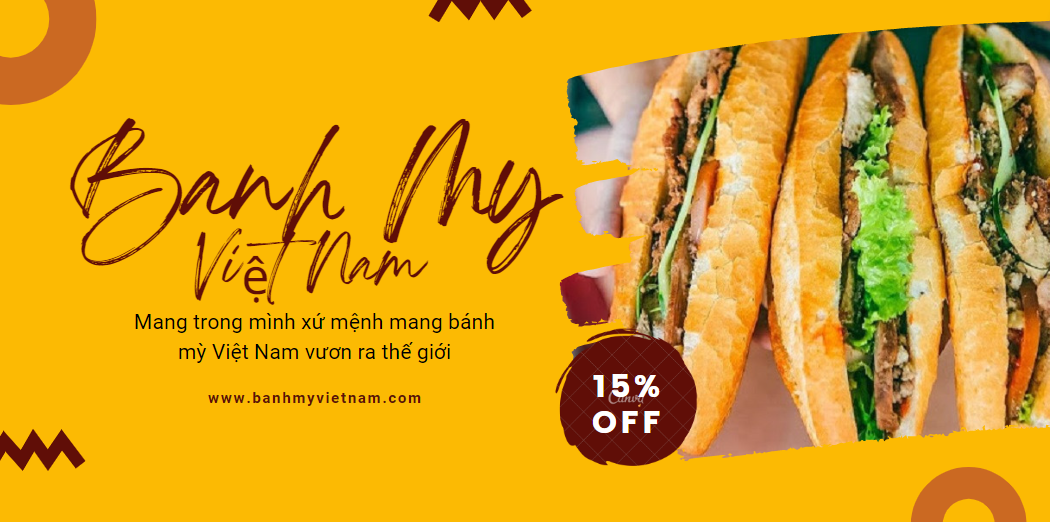 Banh My
Việt Nam
Mang trong mình xứ mệnh mang bánh
mỳ Việt Nam vươn ra thế giới
www.banhmyvietnam.com
15%
Canva
OFF